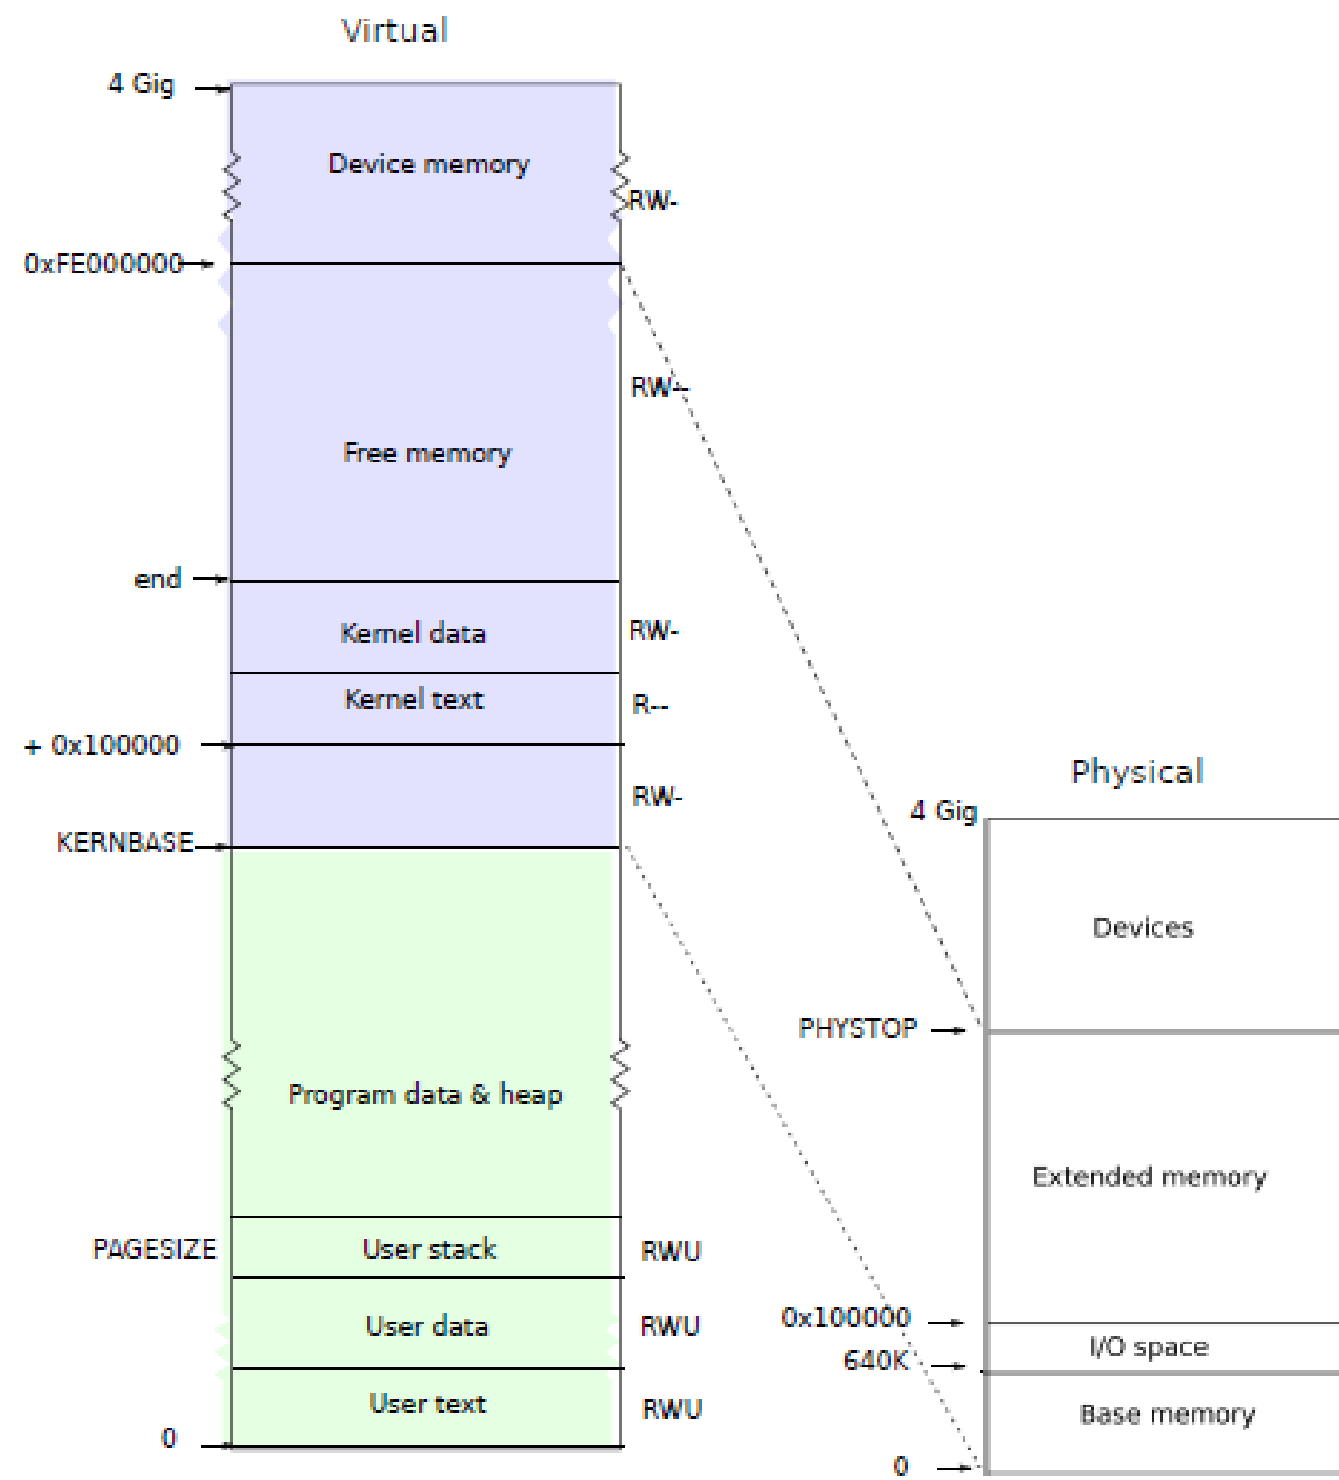 Virtual
4 Gig
Device memory
RW-
0xFE000000
RW--
Free memory
end
Kernel data
RW-
Kernel text
R--
+ 0x100000
RW-
KERNBASE
Physical
4 Gig
Devices
PHYSTOP
Program data & heap
Extended memory
PAGESIZE
User stack
RWU
0x100000
User data
RWU
I/O space
640K
User text
RWU
Base memory
0
0